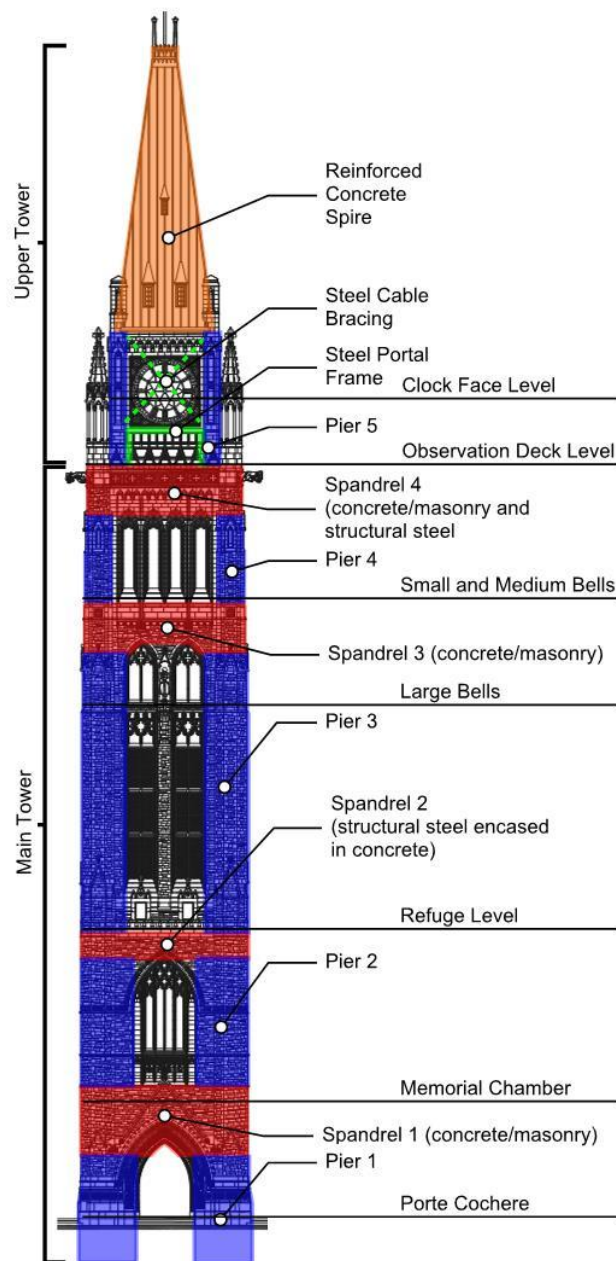 Upper Tower
Reinforced
Concrete
Spire
Steel Cable
Bracing
Steel Portal
Frame
Clock Face Level
Pier 5
Observation Deck Level
Spandrel 4
(concrete/masonry and
structural steel
Pier 4
Small and Medium Bells
Spandrel 3 (concrete/masonry)
Large Bells
Pier 3
Main Tower
Spandrel 2
(structural steel encased
in concrete)
Refuge Level
Pier 2
Memorial Chamber
Spandrel 1 (concrete/masonry)
Pier 1
Porte Cochere